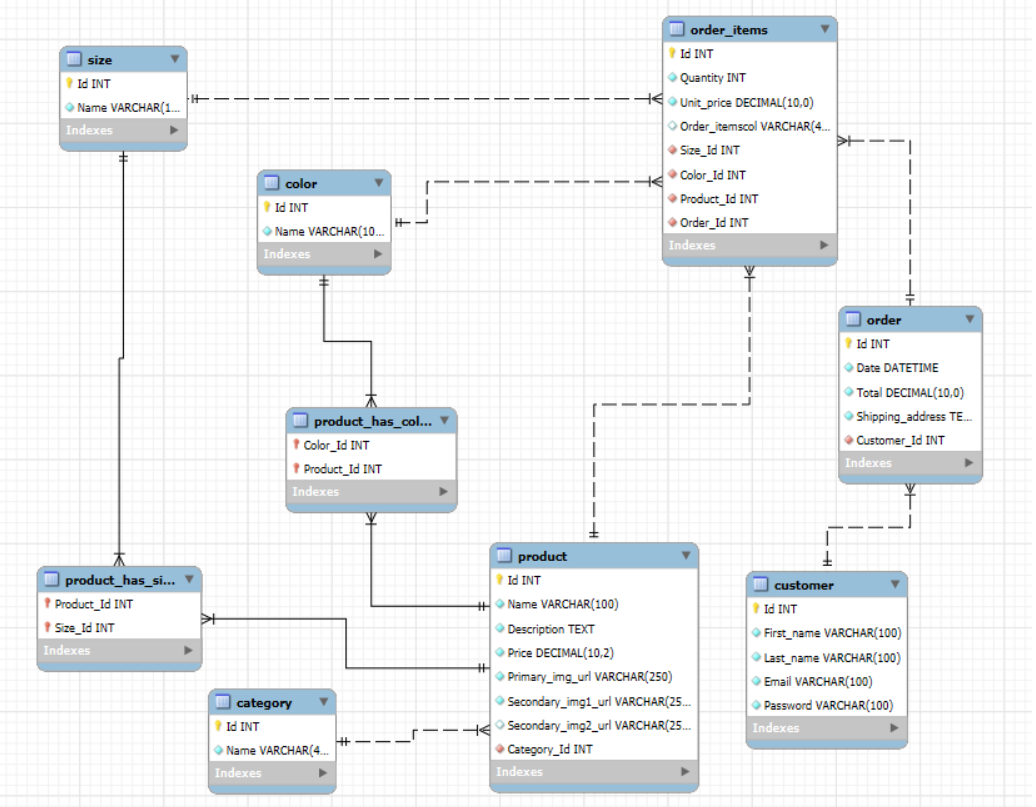 size
Id INT
Name VARCHAR(1...
Indexes
order_items
Id INT
Quantity INT
Unit_price DECIMAL(10,0)
Order_itemscol VARCHAR(4...
Size_Id INT
Color_Id INT
Product_Id INT
Order_Id INT
Indexes
color
Id INT
Name VARCHAR(10...
Indexes
order
Id INT
Date DATETIME
Total DECIMAL(10,0)
Shipping_address TE...
Customer_Id INT
Indexes
product_has_col...
Color_Id INT
Product_Id INT
Indexes
product_has_si...
Product_Id INT
Size_Id INT
Indexes
product
Id INT
Name VARCHAR(100)
Description TEXT
Price DECIMAL(10,2)
Primary_img_url VARCHAR(250)
Secondary_img1_url VARCHAR(25...
Secondary_img2_url VARCHAR(25...
Category_Id INT
Indexes
customer
Id INT
First_name VARCHAR(100)
Last_name VARCHAR(100)
Email VARCHAR(100)
Password VARCHAR(100)
Indexes
category
Id INT
Name VARCHAR(4...
Indexes